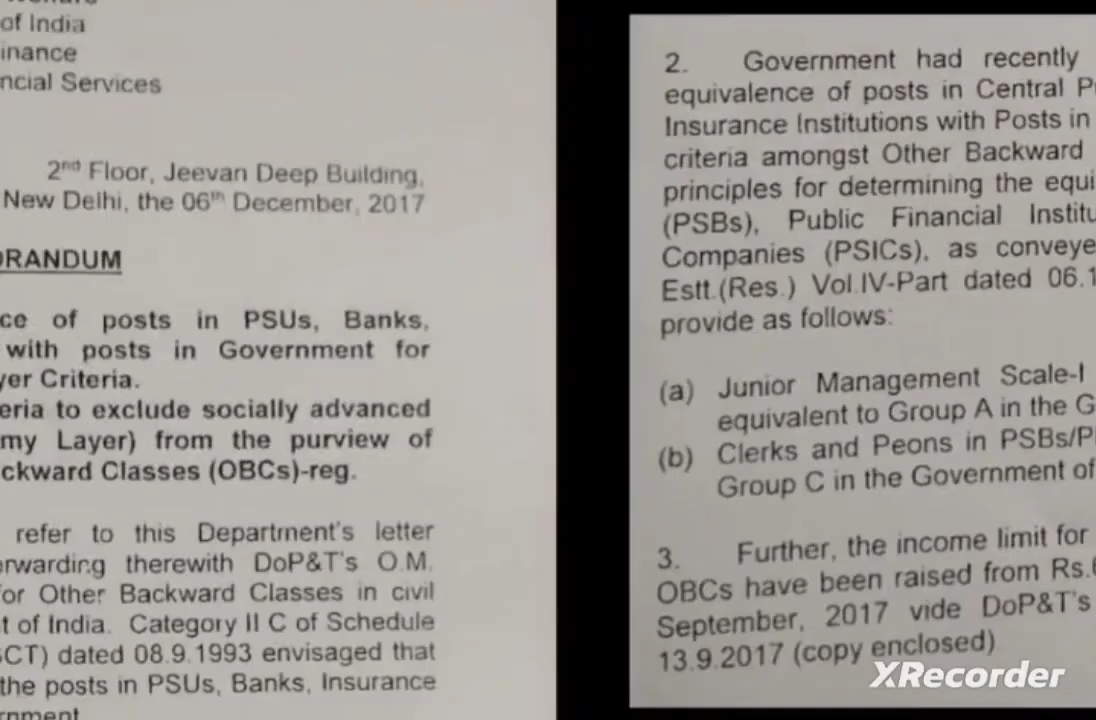 of India
inance
ncial Services
2nd Floor, Jeevan Deep Building,
New Delhi, the 06th December, 2017
ORANDUM
ce of posts in PSUs, Banks,
with posts in Government for
yer Criteria.
eria to exclude socially advanced
my Layer) from the purview of
ckward Classes (OBCs)-reg.
refer to this Department's letter
rwarding therewith DoP&T's O.M.
or Other Backward Classes in civil
t of India. Category II C of Schedule
SCT) dated 08.9.1993 envisaged that
the posts in PSUs, Banks, Insurance
2. Government had recently
equivalence of posts in Central
Insurance Institutions with Posts in
criteria amongst Other Backward
principles for determining the equi
(PSBs), Public Financial Institu
Companies (PSICs), as conveye
Estt.(Res.) Vol.IV-Part dated 06.1
provide as follows:
(a) Junior Management Scale-I
equivalent to Group A in the G
(b) Clerks and Peons in PSBs/P
Group C in the Government of
3. Further, the income limit for
OBCs have been raised from Rs.6
September, 2017 vide DoP&T's
13.9.2017 (copy enclosed)
XRecorder